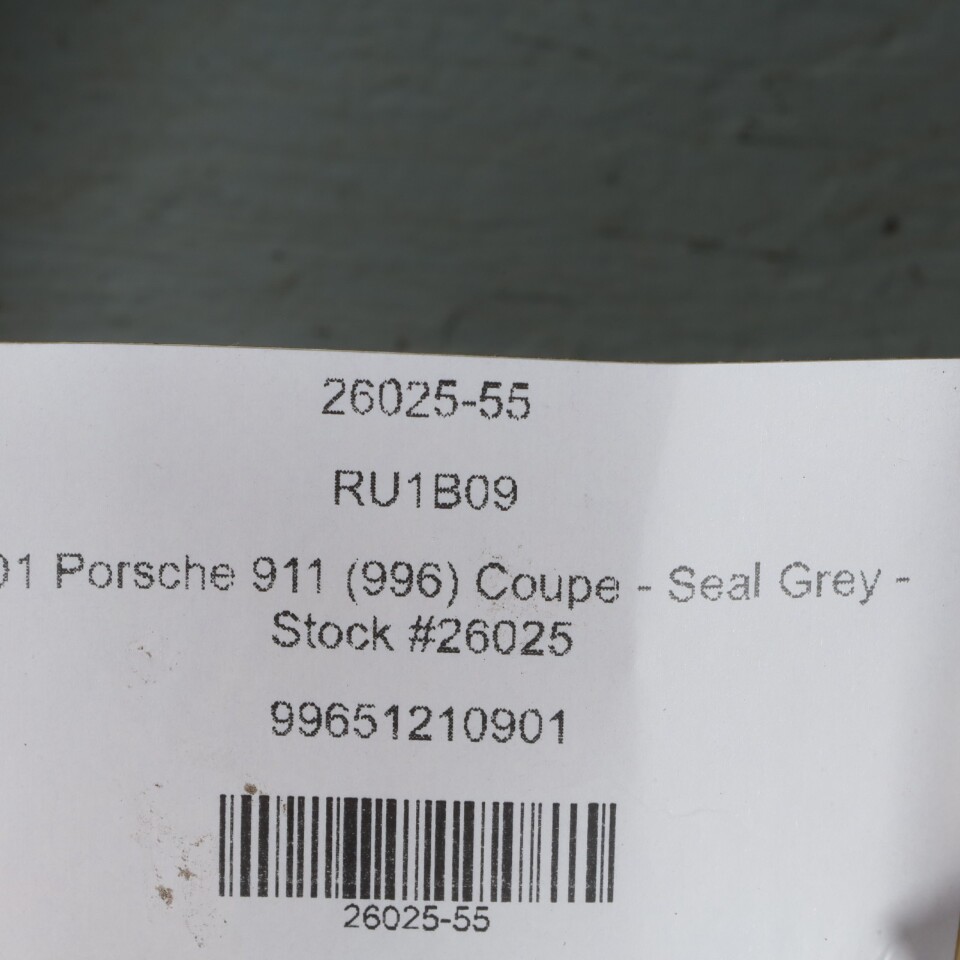 26025-55
RU1B09
01 Porsche 911 (996) Coupe - Seal Grey -
Stock #26025
99651210901
26025-55